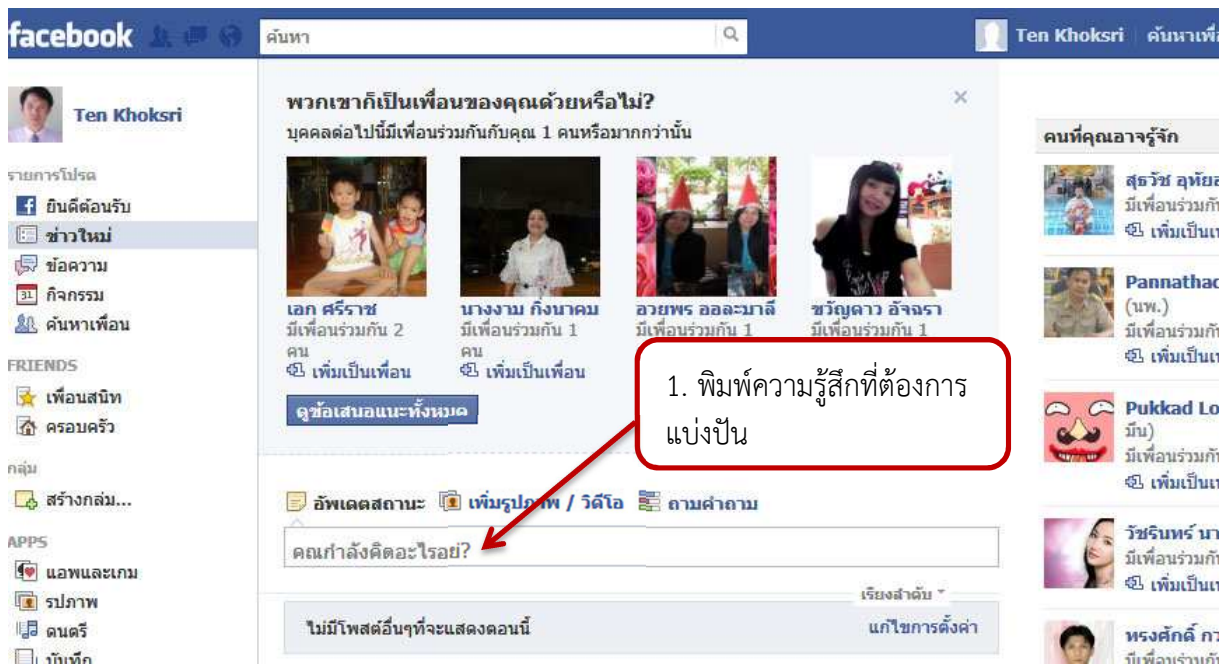 facebook
ค้นหา
Ten Khoksri
ค้นหาเพื่อ
Ten Khoksri
รายการโปรด
ยินดีต้อนรับ
ข่าวใหม่
ข้อความ
กิจกรรม
ค้นหาเพื่อน
FRIENDS
เพื่อนสนิท
ครอบครัว
กลุ่ม
สร้างกลุ่ม...
APPS
แอพและเกม
รูปภาพ
ดนตรี
บันทึก
พวกเขาก็เป็นเพื่อนของคุณด้วยหรือไม่?
บุคคลต่อไปนี้มีเพื่อนร่วมกันกับคุณ 1 คนหรือมากกว่านั้น
เอก ศรีราช
มีเพื่อนร่วมกัน 2
คน
เพิ่มเป็นเพื่อน
นางงาม กิ่งนาคม
มีเพื่อนร่วมกัน 1
คน
เพิ่มเป็นเพื่อน
อวยพร ออละมาลี
มีเพื่อนร่วมกัน 1
ขวัญดาว อัจฉรา
มีเพื่อนร่วมกัน 1
ดูข้อเสนอแนะทั้งหมด
1. พิมพ์ความรู้สึกที่ต้องการ
แบ่งปัน
อัพเดตสถานะ เพิ่มรูปภาพ / วิดีโอ ถามคำถาม
คุณกำลังคิดอะไรอยู่?
เรียงลำดับ
ไม่มีโพสต์อื่นๆที่จะแสดงตอนนี้
แก้ไขการตั้งค่า
คนที่คุณอาจรู้จัก
สุธวัช อุทัย
มีเพื่อนร่วมกัน
เพิ่มเป็นเ
Pannathac
(นพ.)
มีเพื่อนร่วมกัน
เพิ่มเป็นเ
Pukkad Lo
มึน)
มีเพื่อนร่วมกัน
เพิ่มเป็นเ
วัชรินทร์ นา
มีเพื่อนร่วมกัน
เพิ่มเป็นเ
ทรงศักดิ์ กว
มีเพื่อนร่วมกัน